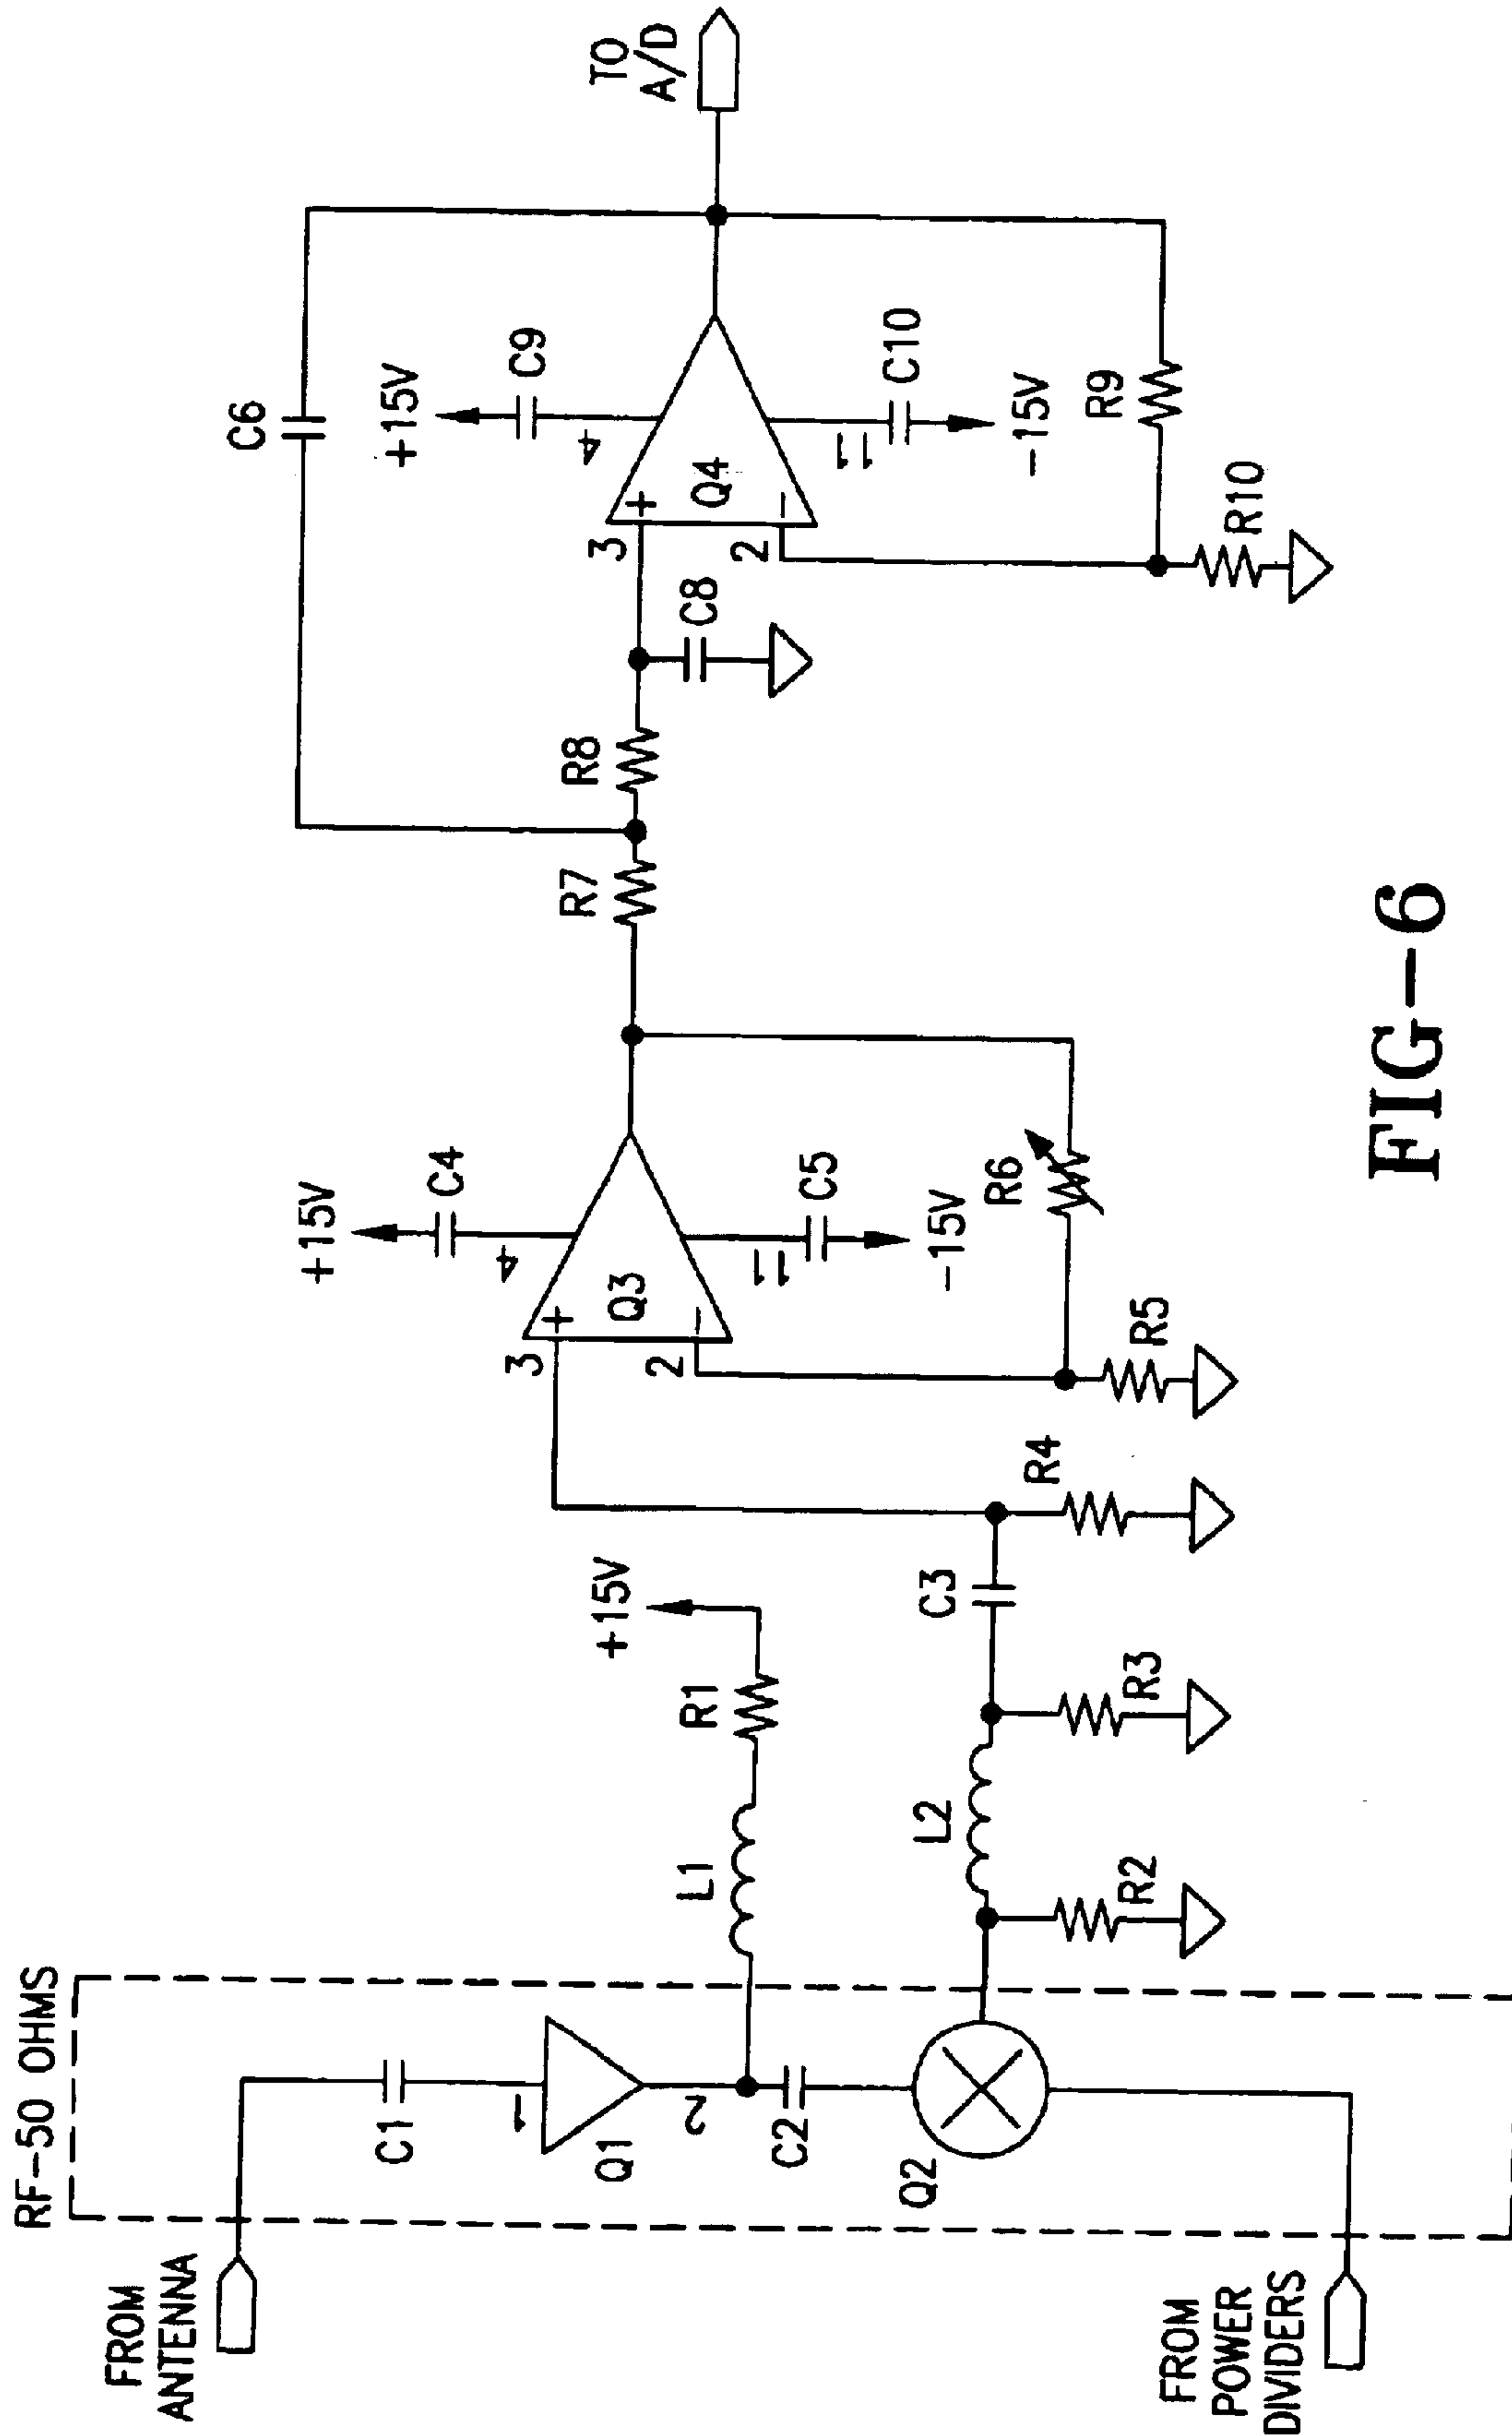 RF-50 OHMS
FROM
ANTENNA
C1
1
Q1
2
C2
Q2
FROM
POWER
DIVIDERS
L1
R1
+15V
R2
L2
R3
C3
R4
3
2
+
−
Q3
4
C4
+15V
11
C5
-15V
R5
R6
R7
R8
C6
C8
3
2
+
−
Q4
4
C9
+15V
11
C10
-15V
R9
R10
TO
A/D
FIG-6